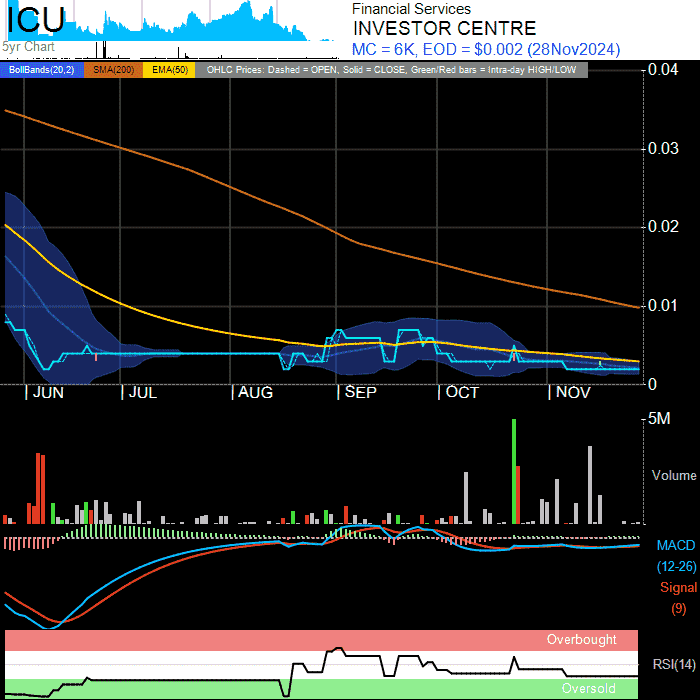 ICU
5yr Chart
Financial Services
INVESTOR CENTRE
MC = 6K, EOD = $0.002 (28Nov2024)
BollBands(20,2) SMA(200) EMA(50) OHLC Prices: Dashed = OPEN, Solid = CLOSE, Green/Red bars = Intra-day HIGH/LOW
0.04
0.03
0.02
0.01
0
JUN JUL AUG SEP OCT NOV
5M
Volume
MACD
(12-26)
Signal
(9)
Overbought
RSI(14)
Oversold